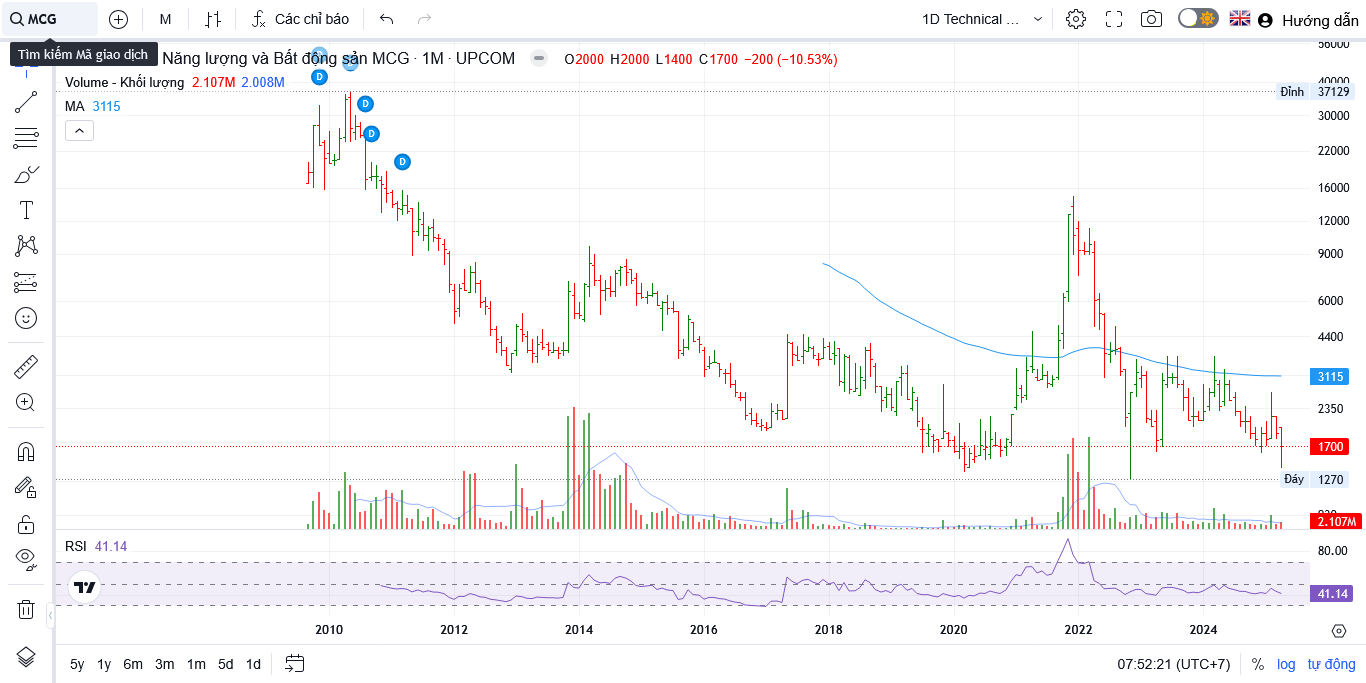 MCG
M
Các chỉ báo
1D Technical ...
Hướng dẫn
Tìm kiếm Mã giao dịch
Năng lượng và Bất động sản MCG · 1M · UPCOM
O2000 H2000 L1400 C1700 −200 (−10.53%)
Volume - Khối lượng 2.107M 2.008M
MA 3115
D
D
D
D
56000
40000
Đỉnh 37129
30000
22000
16000
12000
9000
6000
4400
3115
2350
1700
Đáy 1270
2.107M
RSI 41.14
80.00
41.14
2010 2012 2014 2016 2018 2020 2022 2024
5y 1y 6m 3m 1m 5d 1d
07:52:21 (UTC+7) % log tự động